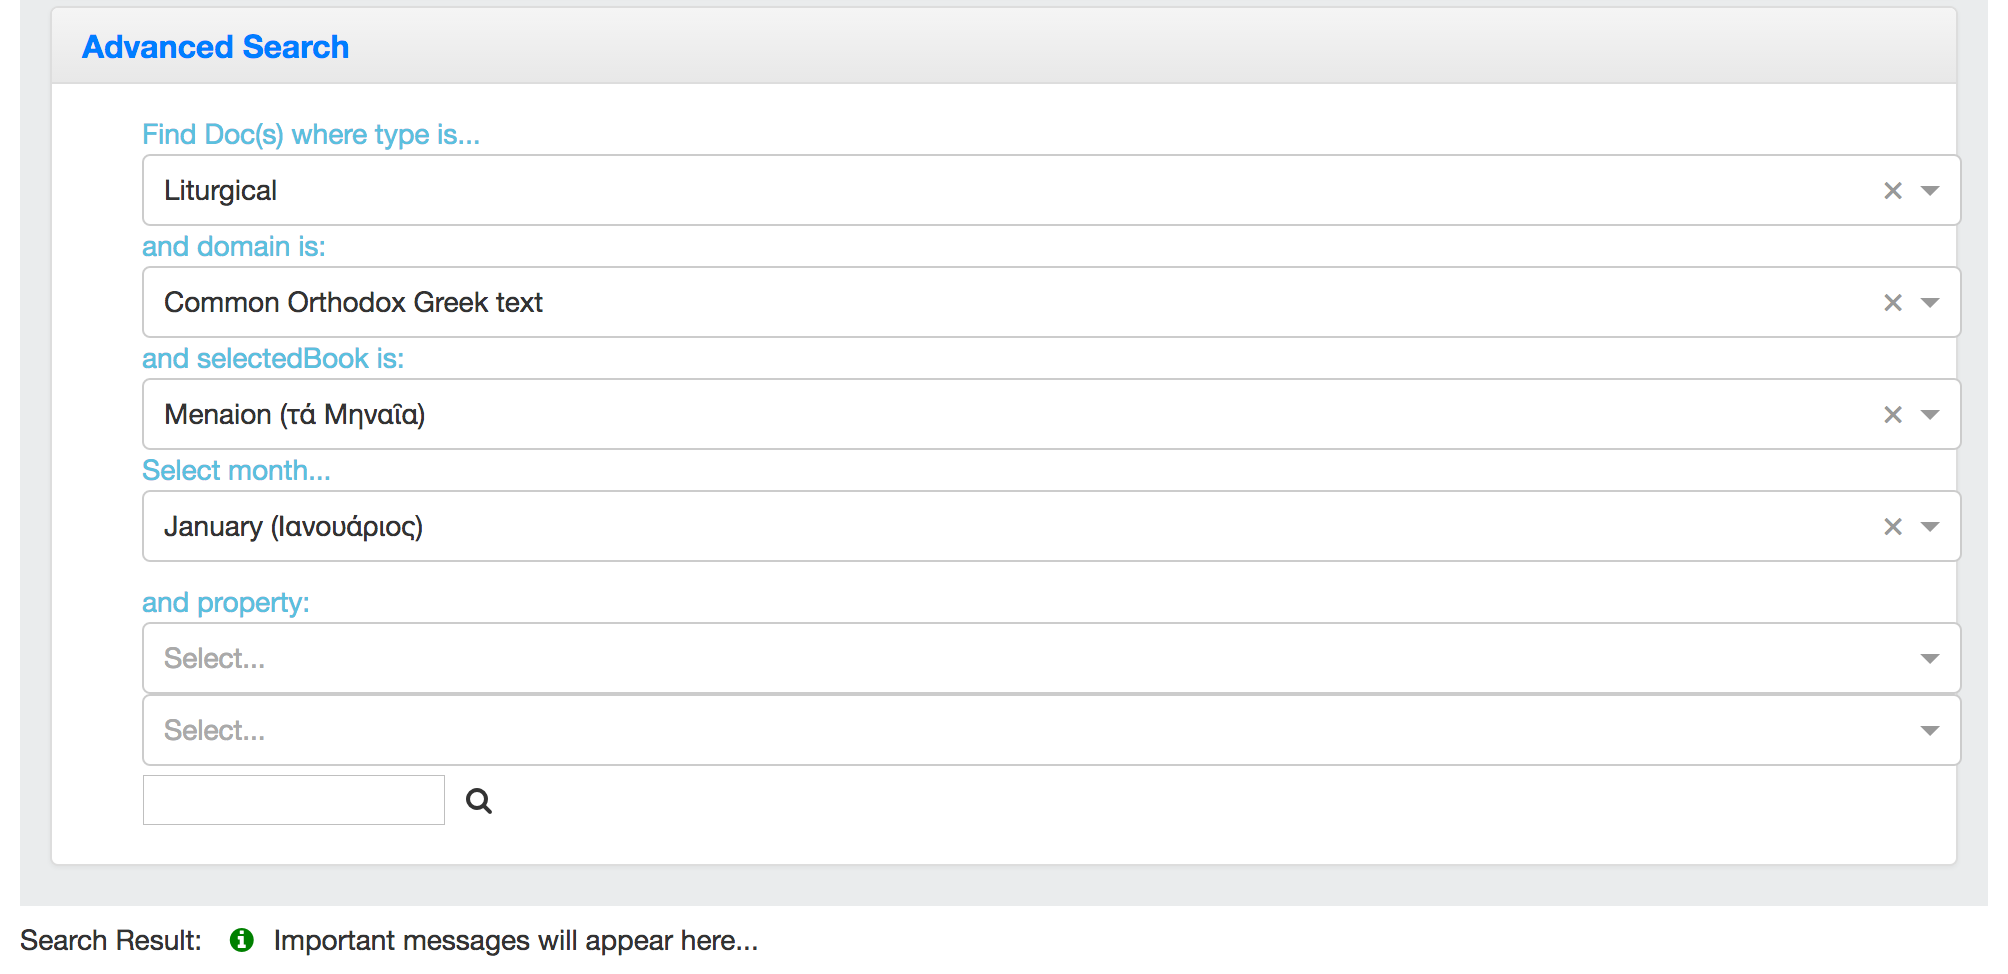 Advanced Search
Find Doc(s) where type is...
Liturgical
and domain is:
Common Orthodox Greek text
and selectedBook is:
Menaion (τά Μηναῖα)
Select month...
January (Ιανουάριος)
and property:
Select...
Select...
Search Result: Important messages will appear here...